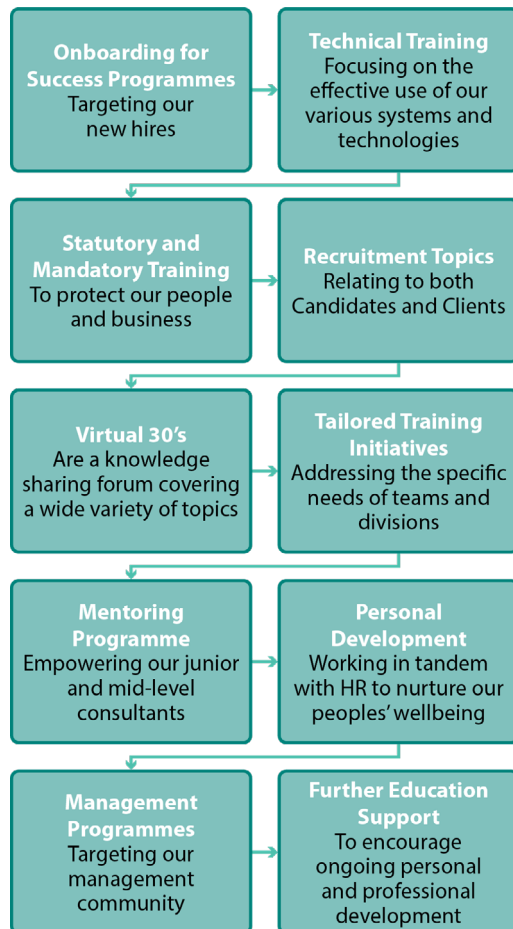 Onboarding for
Success Programmes
Targeting our
new hires
Technical Training
Focusing on the
effective use of our
various systems and
technologies
Statutory and
Mandatory Training
To protect our people
and business
Recruitment Topics
Relating to both
Candidates and Clients
Virtual 30's
Are a knowledge
sharing forum covering
a wide variety of topics
Tailored Training
Initiatives
Addressing the specific
needs of teams and
divisions
Mentoring
Programme
Empowering our junior
and mid-level
consultants
Personal
Development
Working in tandem
with HR to nurture our
peoples’ wellbeing
Management
Programmes
Targeting our
management
community
Further Education
Support
To encourage
ongoing personal
and professional
development